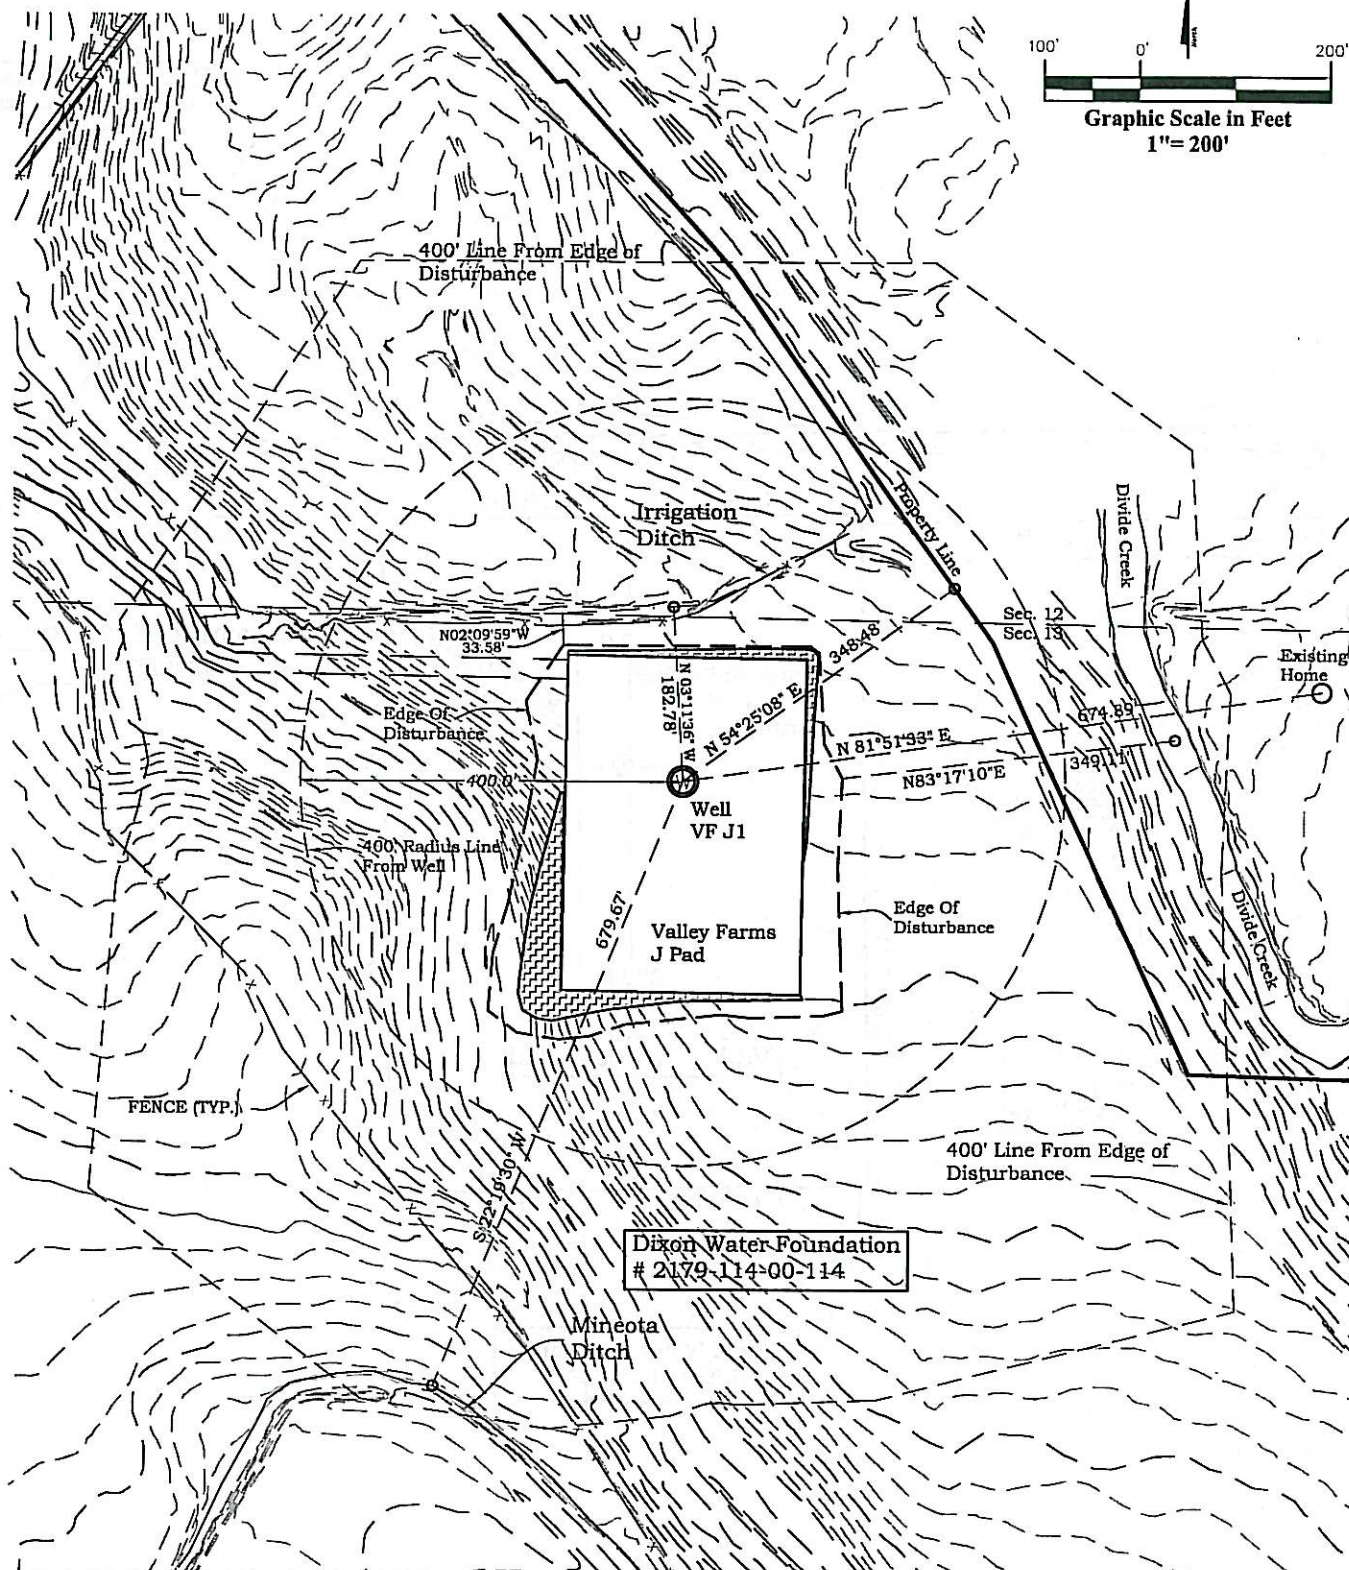 North
100'
0'
200'
Graphic Scale in Feet
1"= 200'
400' Line From Edge of
Disturbance
Property Line
Irrigation
Ditch
Divide Creek
Sec. 12
Sec. 13
N02°09'59"W
33.58'
N 03°11'36" W
182.78'
348.48'
N 54°25'08" E
Existing
Home
674.89'
N 81°51'33" E
349.11'
N83°17'10"E
Edge Of
Disturbance
400.0'
Well
VF J1
400' Radius Line
From Well
679.67'
Valley Farms
J Pad
Edge Of
Disturbance
Divide Creek
FENCE (TYP.)
S 22°19'30" W
400' Line From Edge of
Disturbance
Dixon Water Foundation
# 2179-114-00-114
Mineota
Ditch